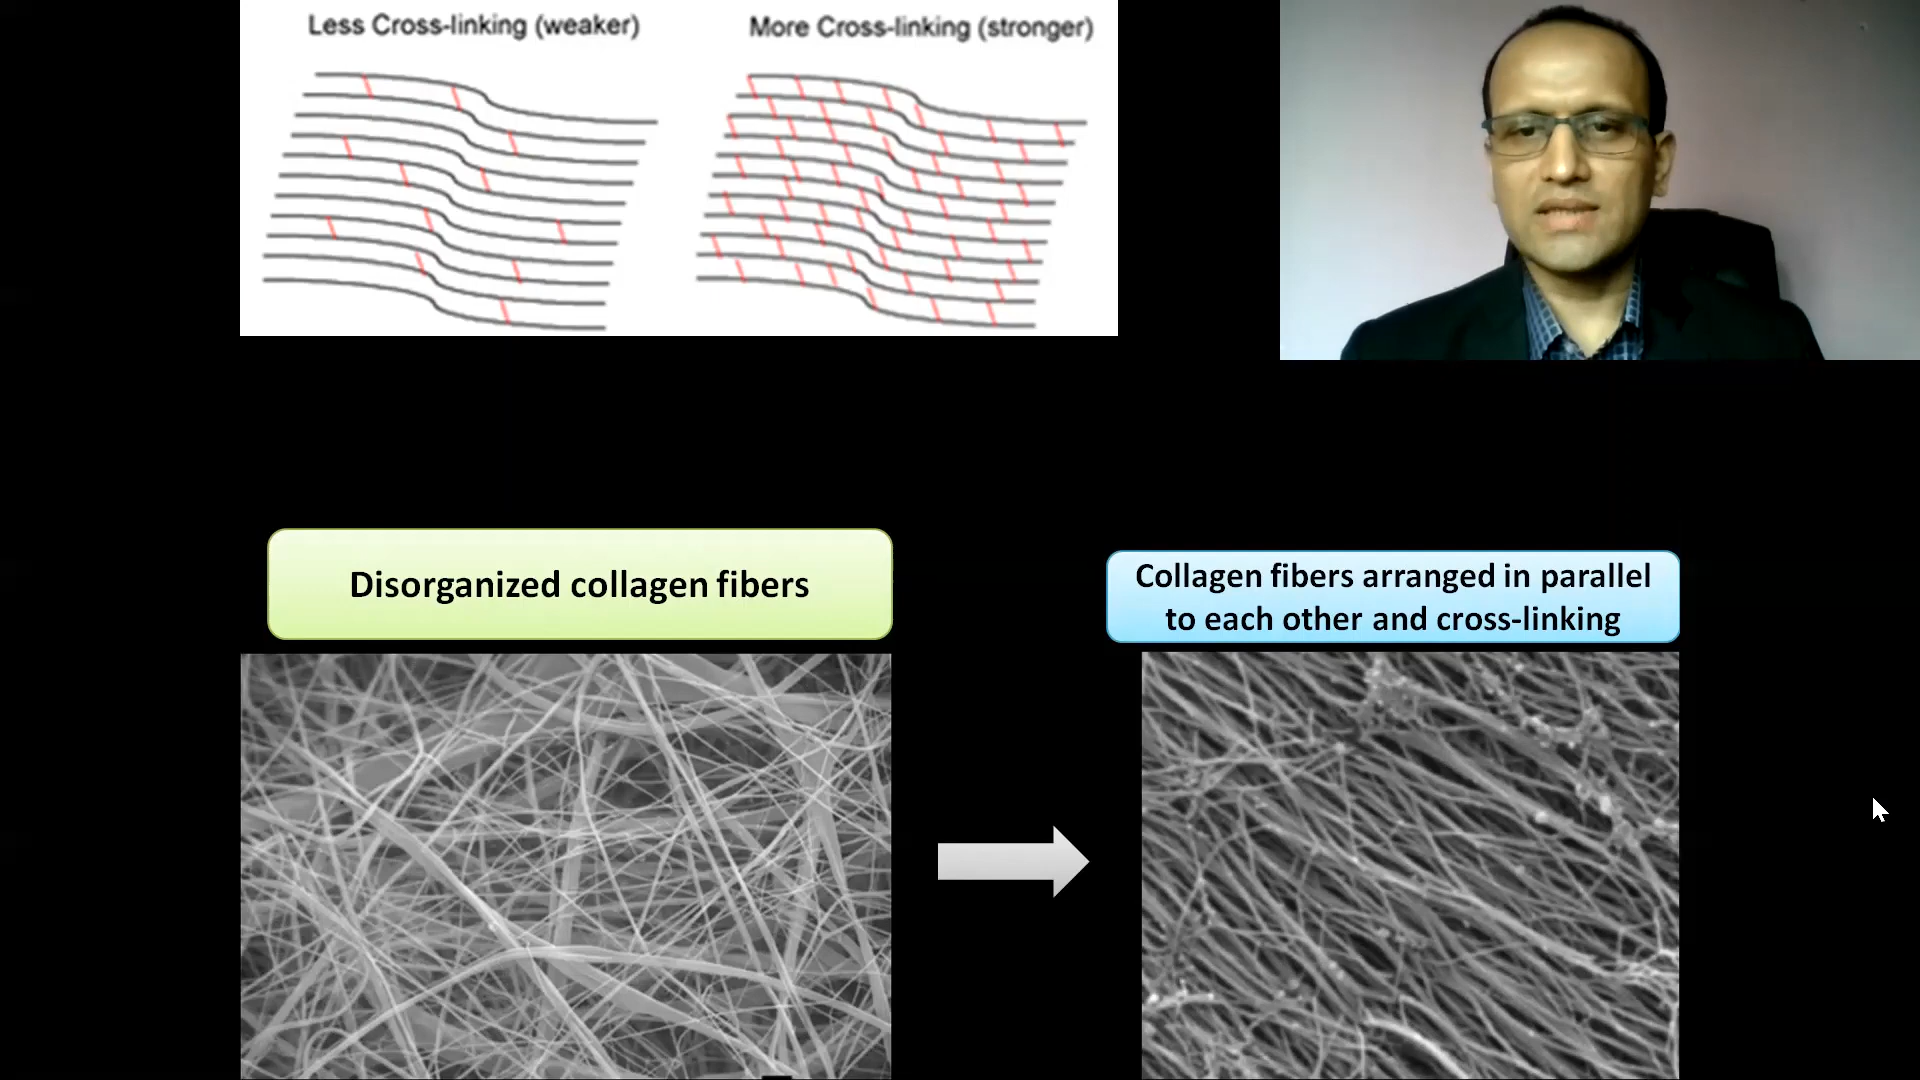 Less Cross-linking (weaker)
More Cross-linking (stronger)
Disorganized collagen fibers
Collagen fibers arranged in parallel
to each other and cross-linking